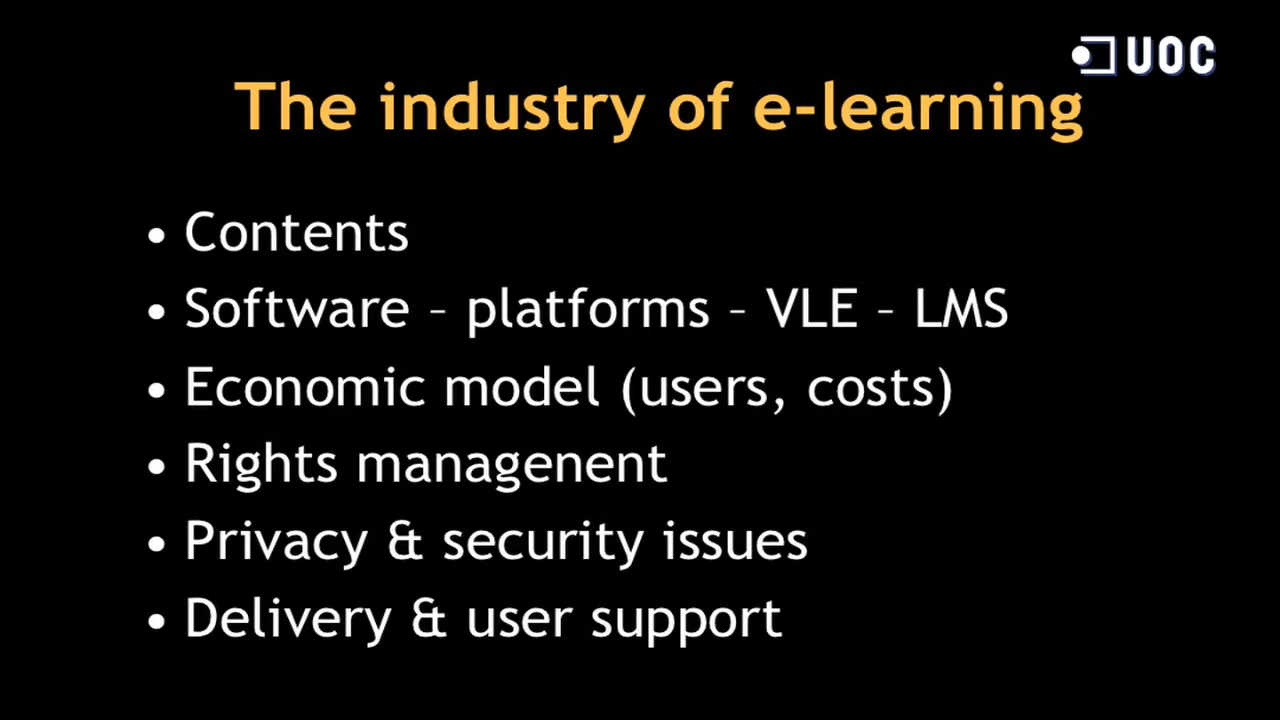 UOC
The industry of e-learning
• Contents
• Software – platforms – VLE – LMS
• Economic model (users, costs)
• Rights managenent
• Privacy & security issues
• Delivery & user support